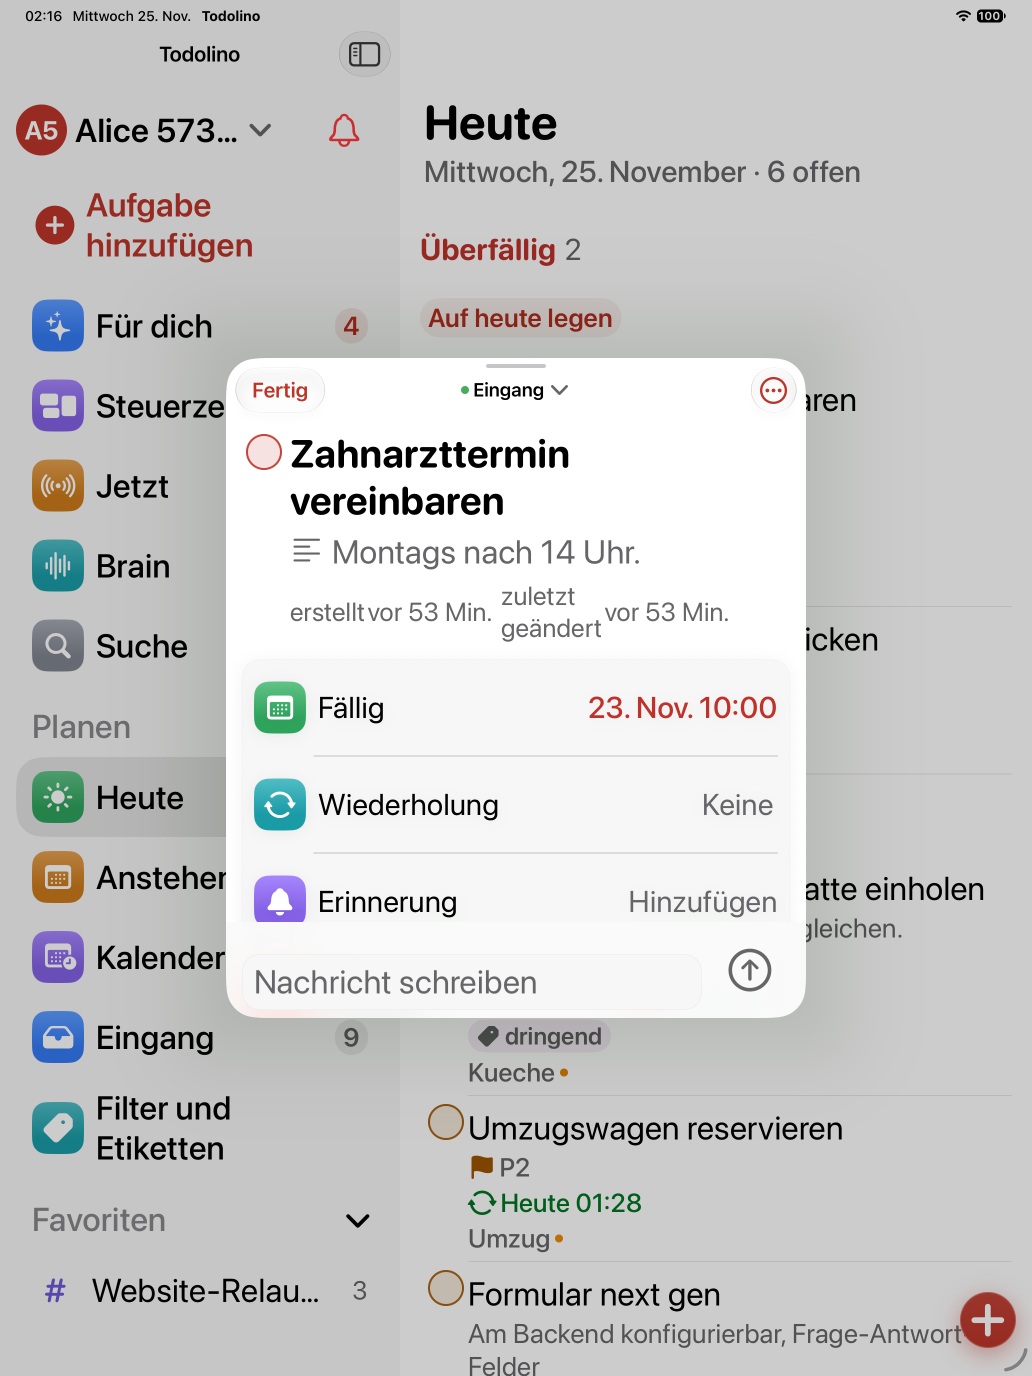 02:16 Mittwoch 25. Nov. Todolino
100
Todolino
A5 Alice 573...
Aufgabe
hinzufügen
Für dich 4
Steuerze
Jetzt
Brain
Suche
Planen
Heute
Anstehen
Kalender
Eingang 9
Filter und
Etiketten
Favoriten
# Website-Relau... 3
Heute
Mittwoch, 25. November · 6 offen
Überfällig 2
Auf heute legen
aren
icken
atte einholen
gleichen.
Fertig
Eingang
Zahnarzttermin
vereinbaren
Montags nach 14 Uhr.
erstellt vor 53 Min. zuletzt
geändert vor 53 Min.
Fällig 23. Nov. 10:00
Wiederholung Keine
Erinnerung Hinzufügen
Nachricht schreiben
dringend
Kueche
Umzugswagen reservieren
P2
Heute 01:28
Umzug
Formular next gen
Am Backend konfigurierbar, Frage-Antwort
Felder